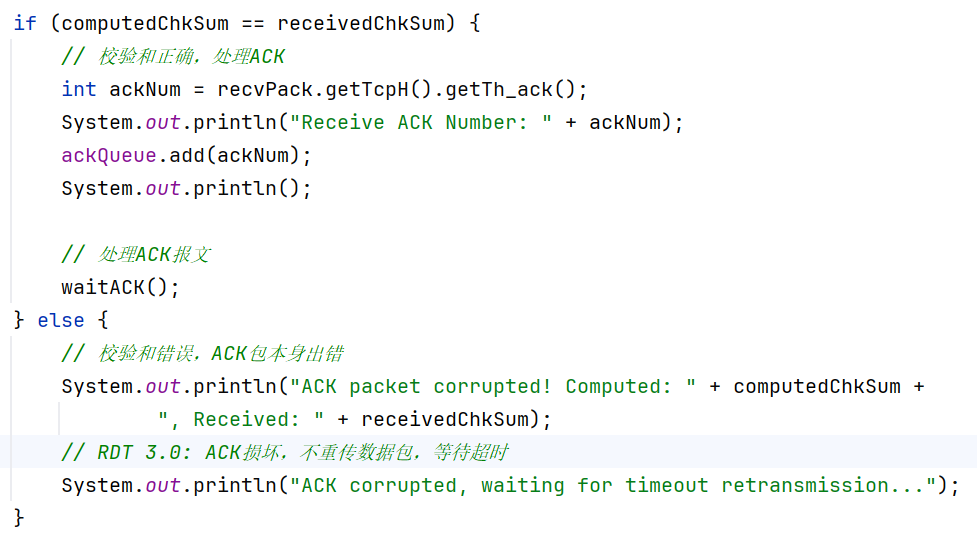 if (computedChkSum == receivedChkSum) {
    // 校验和正确，处理ACK
    int ackNum = recvPack.getTcpH().getTh_ack();
    System.out.println("Receive ACK Number: " + ackNum);
    ackQueue.add(ackNum);
    System.out.println();

    // 处理ACK报文
    waitACK();
} else {
    // 校验和错误，ACK包本身出错
    System.out.println("ACK packet corrupted! Computed: " + computedChkSum +
            ", Received: " + receivedChkSum);
    // RDT 3.0: ACK损坏，不重传数据包，等待超时
    System.out.println("ACK corrupted, waiting for timeout retransmission...");
}